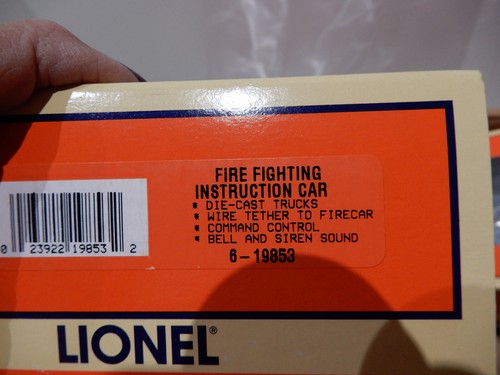 FIRE FIGHTING
INSTRUCTION CAR
▪ DIE-CAST TRUCKS
▪ WIRE TETHER TO FIRECAR
▪ COMMAND CONTROL
▪ BELL AND SIREN SOUND
6-19853
0 23922 19853 2
LIONEL®